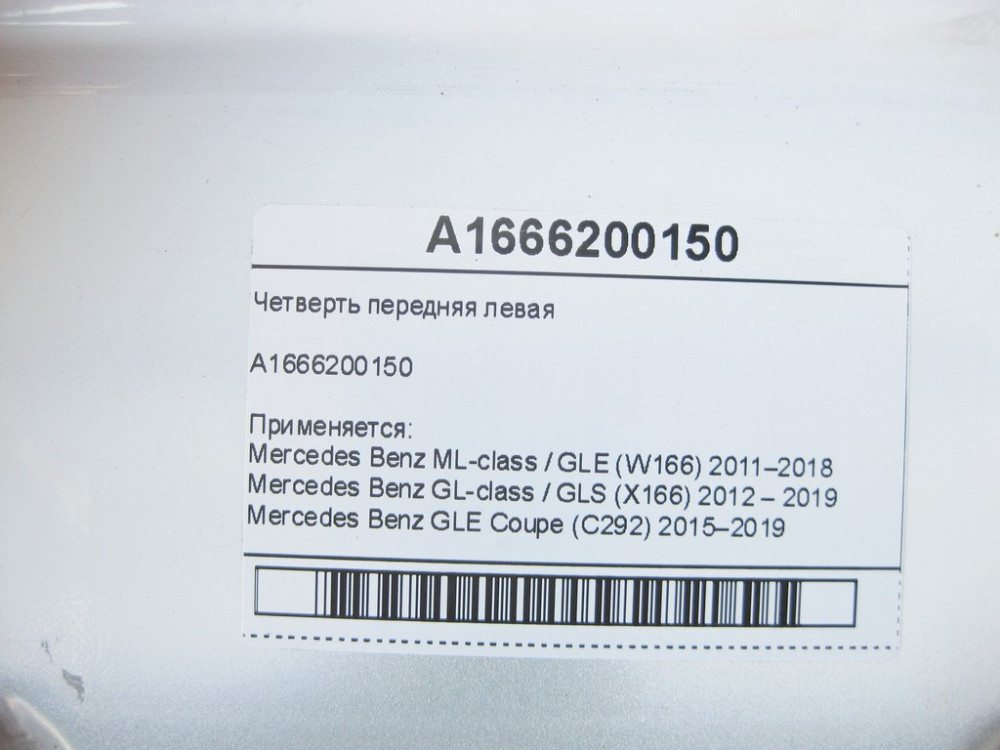 A1666200150
Четверть передняя левая
A1666200150
Применяется:
Mercedes Benz ML-class / GLE (W166) 2011–2018
Mercedes Benz GL-class / GLS (X166) 2012 – 2019
Mercedes Benz GLE Coupe (C292) 2015–2019